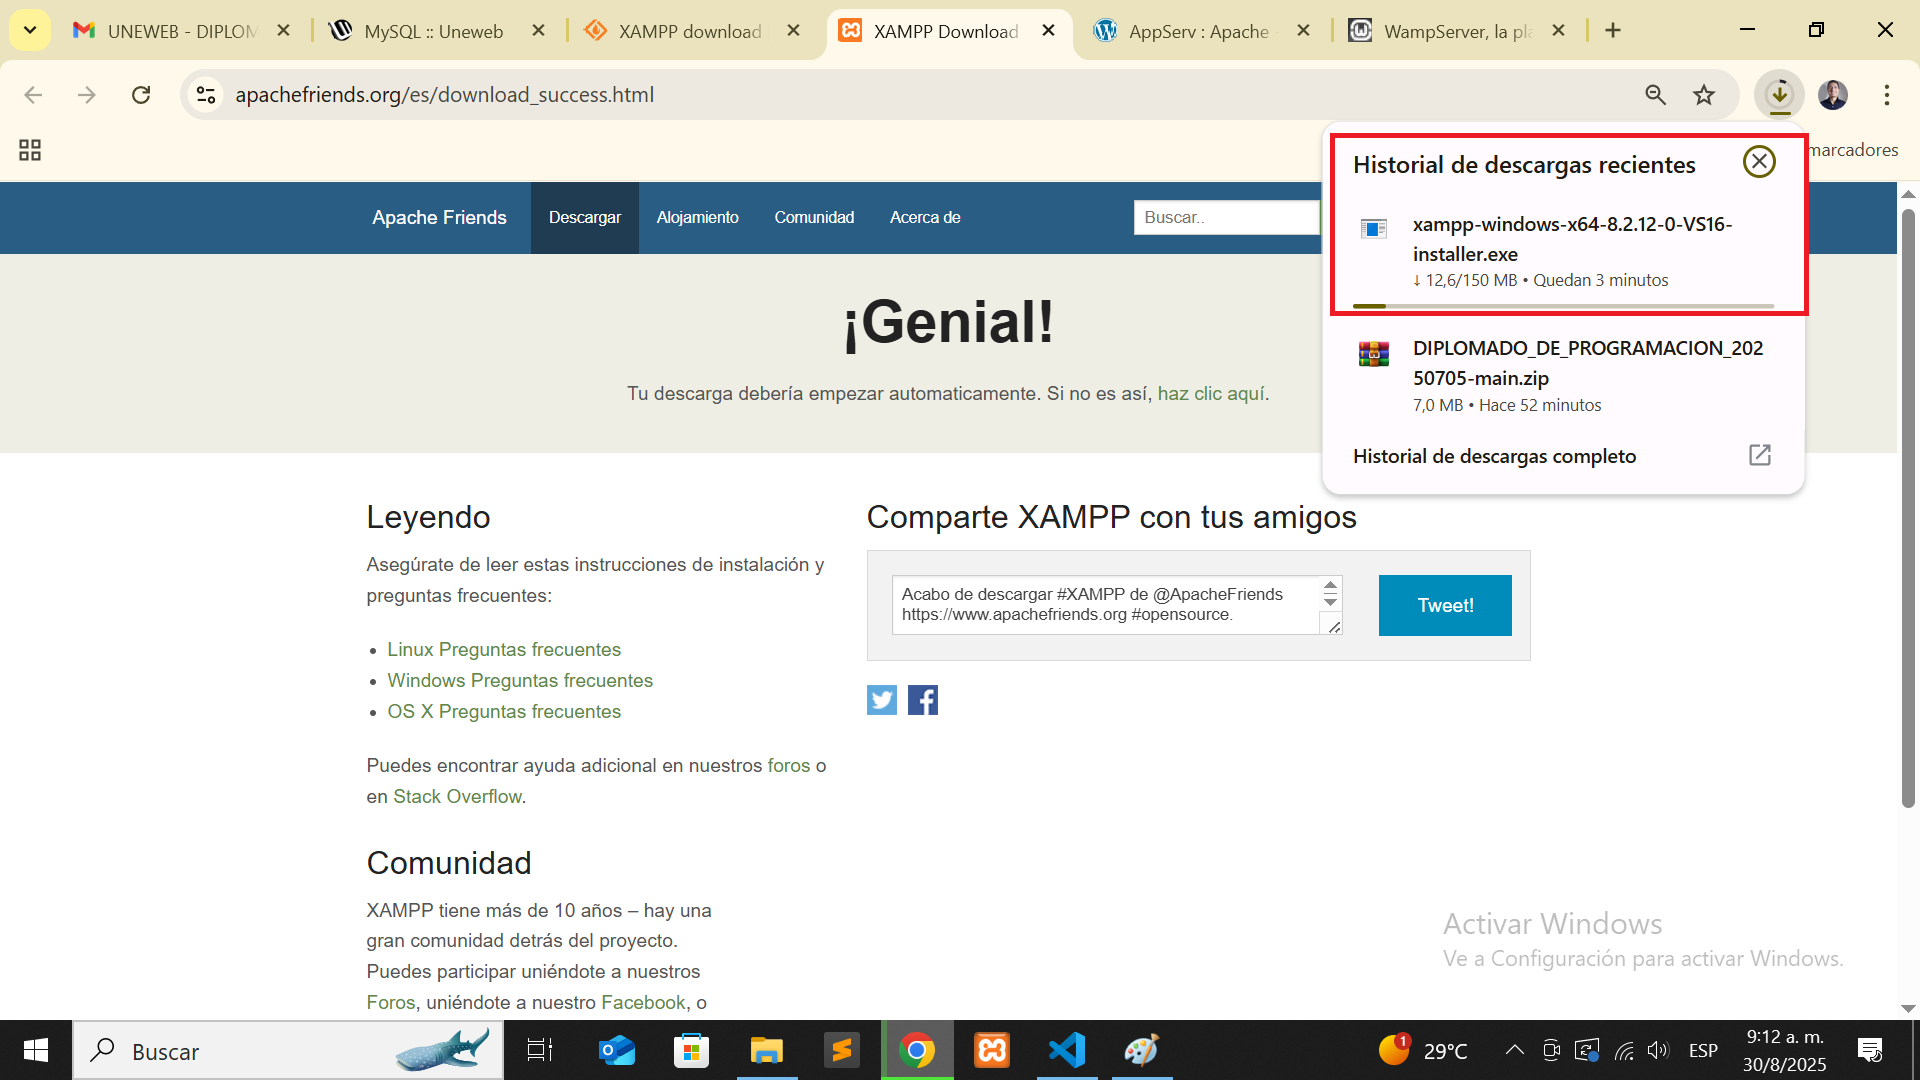 UNEWEB - DIPLOM
MySQL :: Uneweb
XAMPP download
XAMPP Download
AppServ : Apache
WampServer, la pl
apachefriends.org/es/download_success.html
marcadores
Historial de descargas recientes
xampp-windows-x64-8.2.12-0-VS16-
installer.exe
↓ 12,6/150 MB • Quedan 3 minutos
DIPLOMADO_DE_PROGRAMACION_202
50705-main.zip
7,0 MB • Hace 52 minutos
Historial de descargas completo
Apache Friends
Descargar
Alojamiento
Comunidad
Acerca de
Buscar..
¡Genial!
Tu descarga debería empezar automaticamente. Si no es así, haz clic aquí.
Leyendo
Asegúrate de leer estas instrucciones de instalación y
preguntas frecuentes:
• Linux Preguntas frecuentes
• Windows Preguntas frecuentes
• OS X Preguntas frecuentes
Puedes encontrar ayuda adicional en nuestros foros o
en Stack Overflow.
Comunidad
XAMPP tiene más de 10 años – hay una
gran comunidad detrás del proyecto.
Puedes participar uniéndote a nuestros
Foros, uniéndote a nuestro Facebook, o
Comparte XAMPP con tus amigos
Acabo de descargar #XAMPP de @ApacheFriends
https://www.apachefriends.org #opensource.
Tweet!
Activar Windows
Ve a Configuración para activar Windows.
Buscar
1
29°C
ESP
9:12 a. m.
30/8/2025